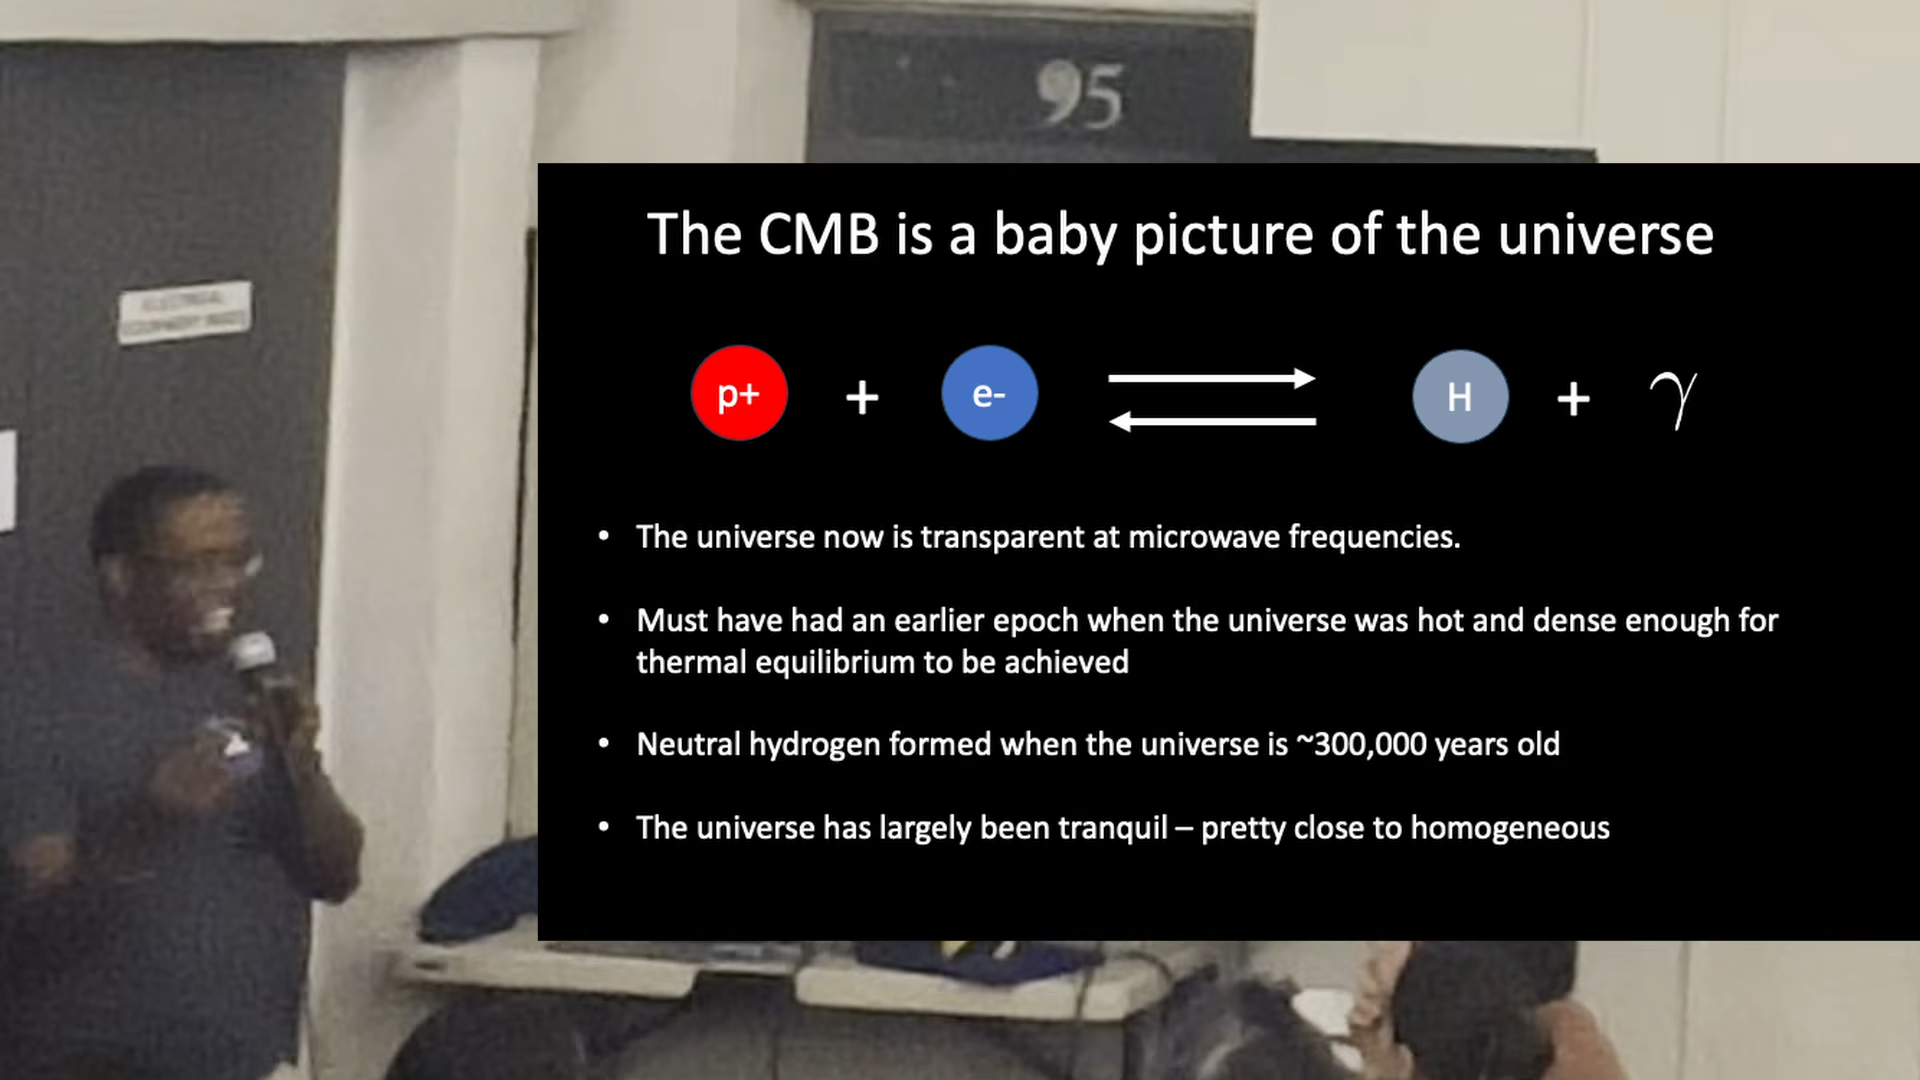 95
ELECTRICAL
EQUIPMENT INSIDE
The CMB is a baby picture of the universe
p+ + e- H + γ
• The universe now is transparent at microwave frequencies.
• Must have had an earlier epoch when the universe was hot and dense enough for
thermal equilibrium to be achieved
• Neutral hydrogen formed when the universe is ~300,000 years old
• The universe has largely been tranquil – pretty close to homogeneous